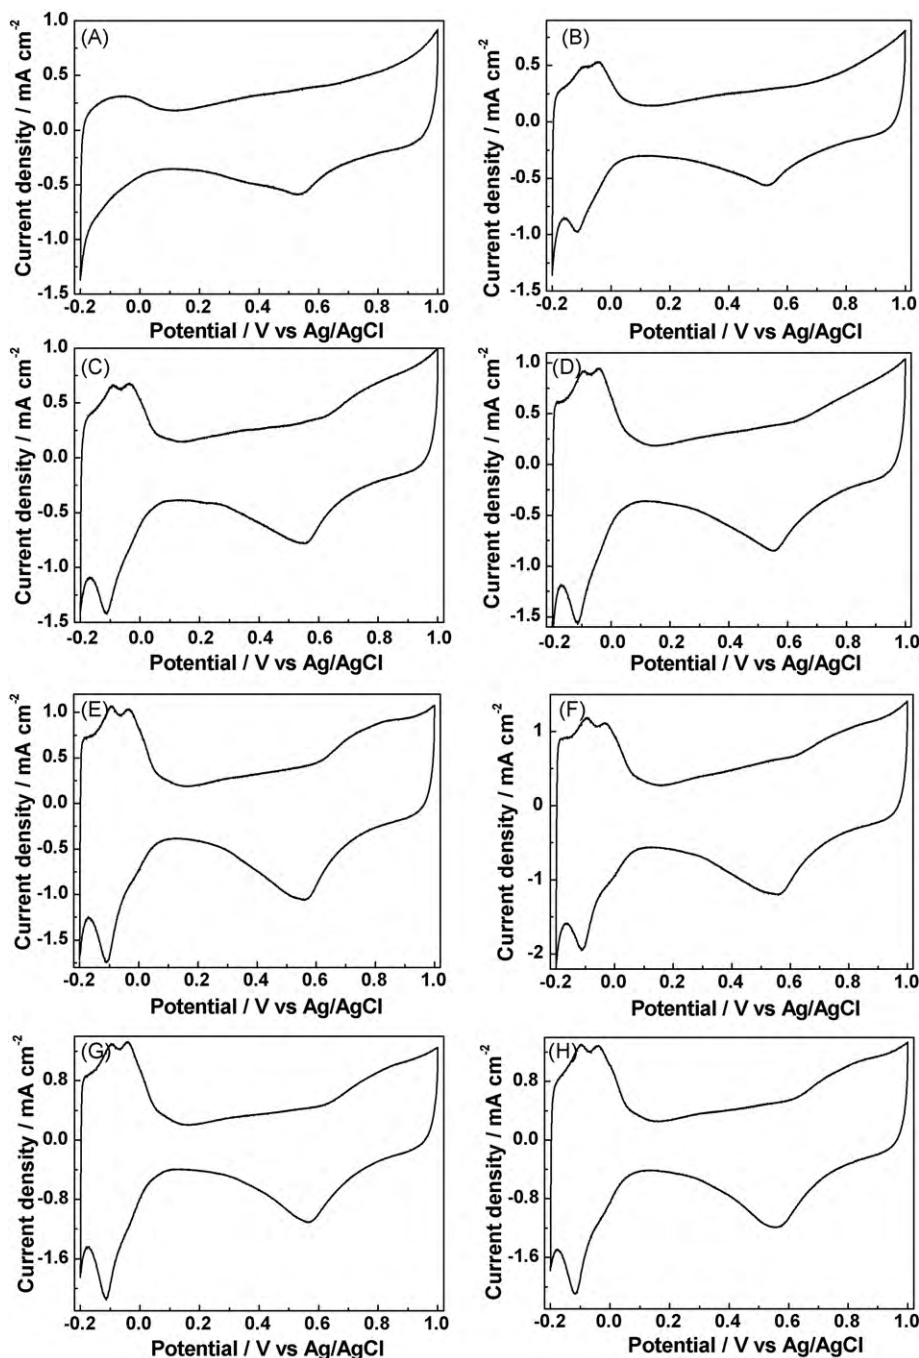 (A)
Current density / mA cm-2
1.0
0.5
0.0
-0.5
-1.0
-1.5
-0.2 0.0 0.2 0.4 0.6 0.8 1.0
Potential / V vs Ag/AgCl
(B)
Current density / mA cm-2
1.0
0.5
0.0
-0.5
-1.0
-1.5
-0.2 0.0 0.2 0.4 0.6 0.8 1.0
Potential / V vs Ag/AgCl
(C)
Current density / mA cm-2
1.0
0.5
0.0
-0.5
-1.0
-1.5
-0.2 0.0 0.2 0.4 0.6 0.8 1.0
Potential / V vs Ag/AgCl
(D)
Current density / mA cm-2
1.0
0.5
0.0
-0.5
-1.0
-1.5
-0.2 0.0 0.2 0.4 0.6 0.8 1.0
Potential / V vs Ag/AgCl
(E)
Current density / mA cm-2
1.0
0.5
0.0
-0.5
-1.0
-1.5
-0.2 0.0 0.2 0.4 0.6 0.8 1.0
Potential / V vs Ag/AgCl
(F)
Current density / mA cm-2
1
0
-1
-2
-0.2 0.0 0.2 0.4 0.6 0.8 1.0
Potential / V vs Ag/AgCl
(G)
Current density / mA cm-2
0.8
0.0
-0.8
-1.6
-0.2 0.0 0.2 0.4 0.6 0.8 1.0
Potential / V vs Ag/AgCl
(H)
Current density / mA cm-2
0.8
0.0
-0.8
-1.6
-0.2 0.0 0.2 0.4 0.6 0.8 1.0
Potential / V vs Ag/AgCl